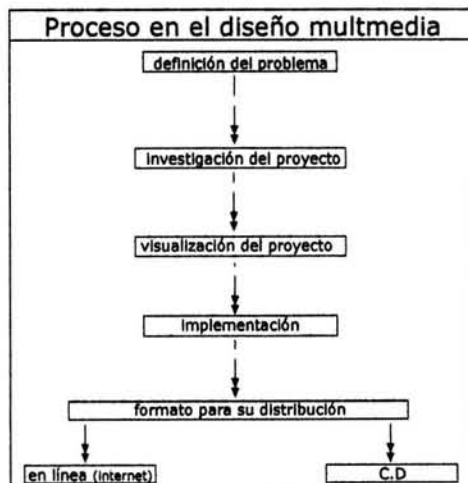 Proceso en el diseño multmedia
definición del problema
investigación del proyecto
visualización del proyecto
implementación
formato para su distribución
en línea (internet)
C.D